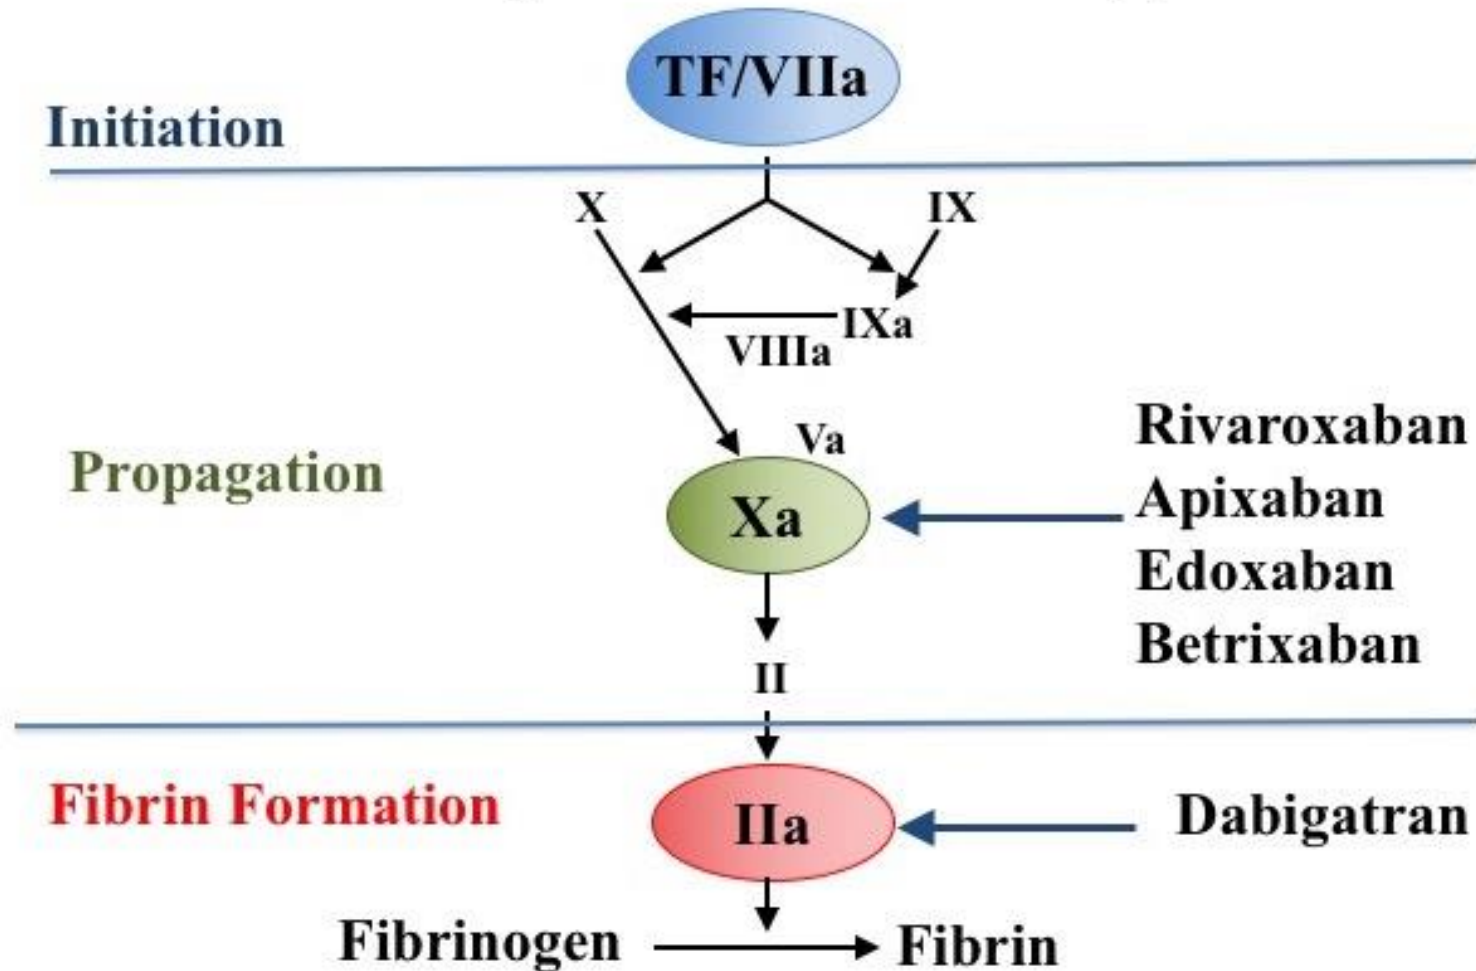 TF/VIIa
Initiation
X
IX
IXa
VIIIa
Va
Propagation
Xa
Rivaroxaban
Apixaban
Edoxaban
Betrixaban
II
Fibrin Formation
IIa
Dabigatran
Fibrinogen
Fibrin